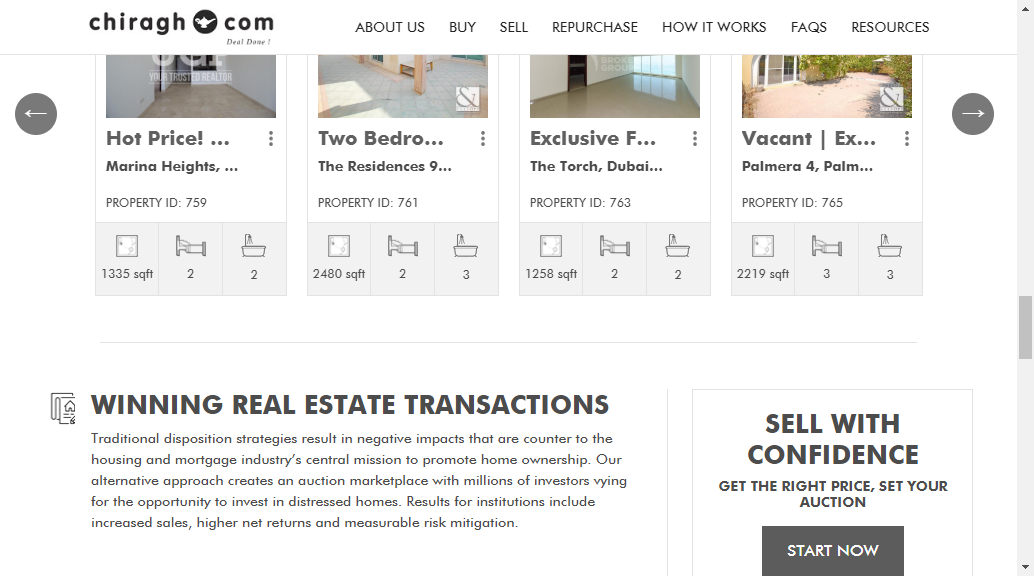 chiragh com
Deal Done !
ABOUT US
BUY
SELL
REPURCHASE
HOW IT WORKS
FAQS
RESOURCES
YOUR TRUSTED REALTOR
GROUP
Hot Price! ...
Marina Heights, ...
PROPERTY ID: 759
1335 sqft
2
2
Two Bedro...
The Residences 9...
PROPERTY ID: 761
2480 sqft
2
3
Exclusive F...
The Torch, Dubai...
PROPERTY ID: 763
1258 sqft
2
2
Vacant | Ex...
Palmera 4, Palm...
PROPERTY ID: 765
2219 sqft
3
3
WINNING REAL ESTATE TRANSACTIONS
Traditional disposition strategies result in negative impacts that are counter to the
housing and mortgage industry’s central mission to promote home ownership. Our
alternative approach creates an auction marketplace with millions of investors vying
for the opportunity to invest in distressed homes. Results for institutions include
increased sales, higher net returns and measurable risk mitigation.
SELL WITH
CONFIDENCE
GET THE RIGHT PRICE, SET YOUR
AUCTION
START NOW